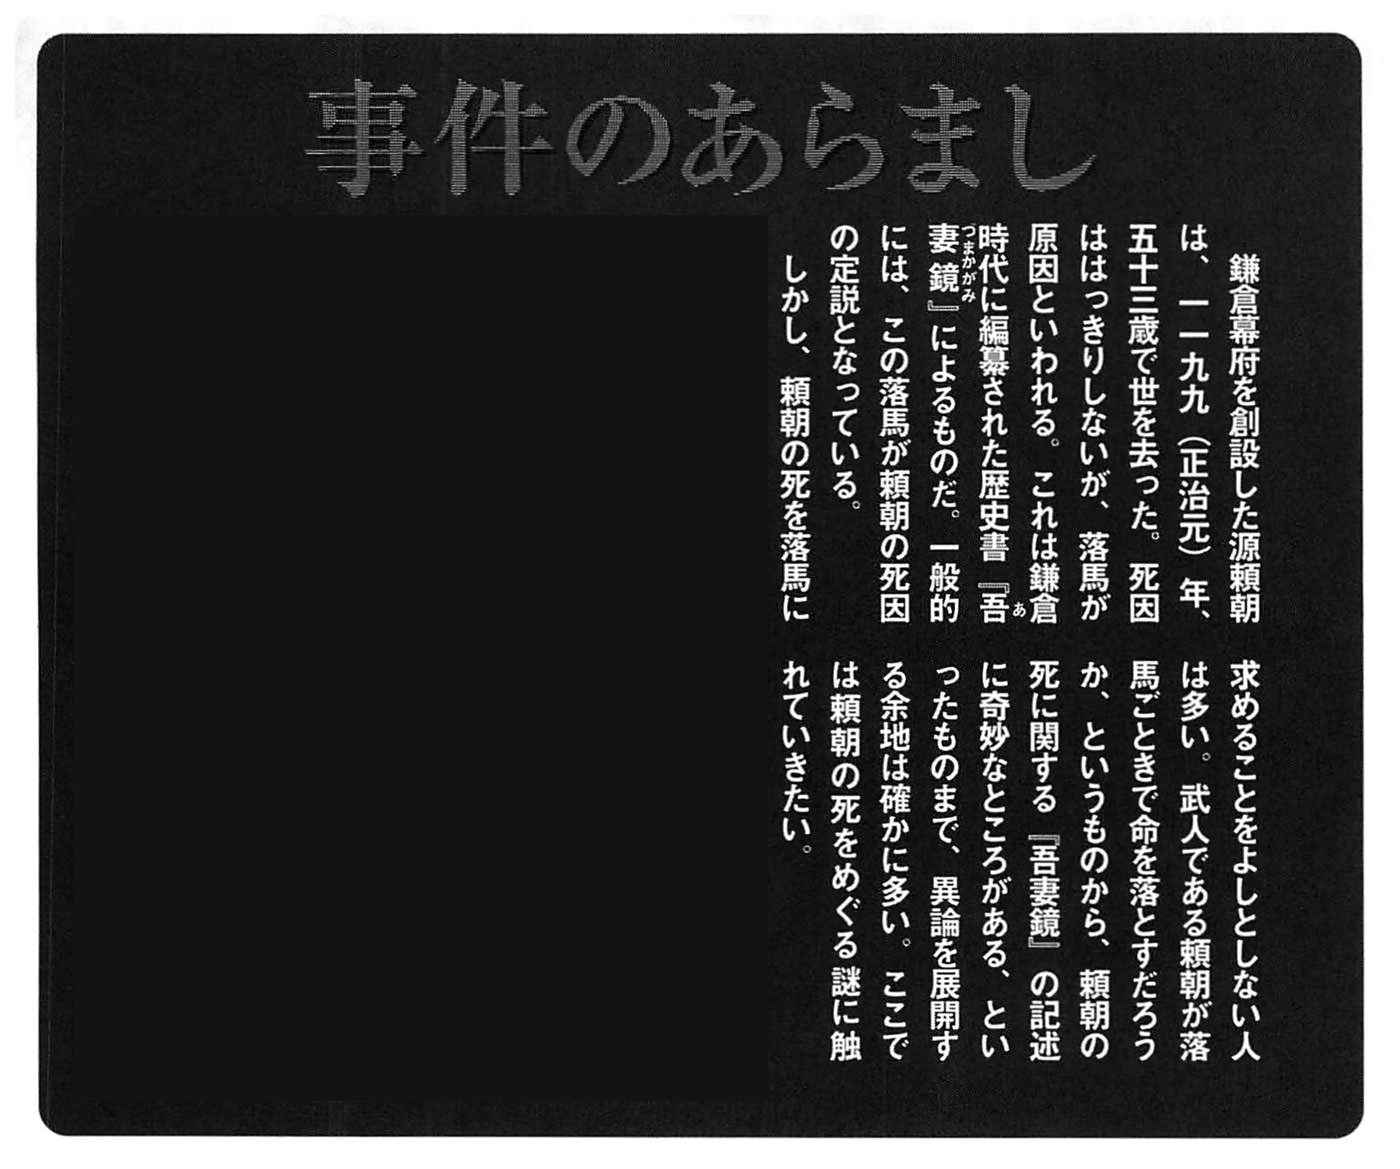 事件のあらまし
鎌倉幕府を創設した源頼朝
は、一一九九（正治元）年、
五十三歳で世を去った。死因
ははっきりしないが、落馬が
原因といわれる。これは鎌倉
時代に編纂された歴史書『吾
妻鏡』によるものだ。一般的
には、この落馬が頼朝の死因
の定説となっている。
しかし、頼朝の死を落馬に
求めることをよしとしない人
は多い。武人である頼朝が落
馬ごときで命を落とすだろう
か、というものから、頼朝の
死に関する『吾妻鏡』の記述
に奇妙なところがある、とい
ったものまで、異論を展開す
る余地は確かに多い。ここで
は頼朝の死をめぐる謎に触
れていきたい。
あ
づまかがみ